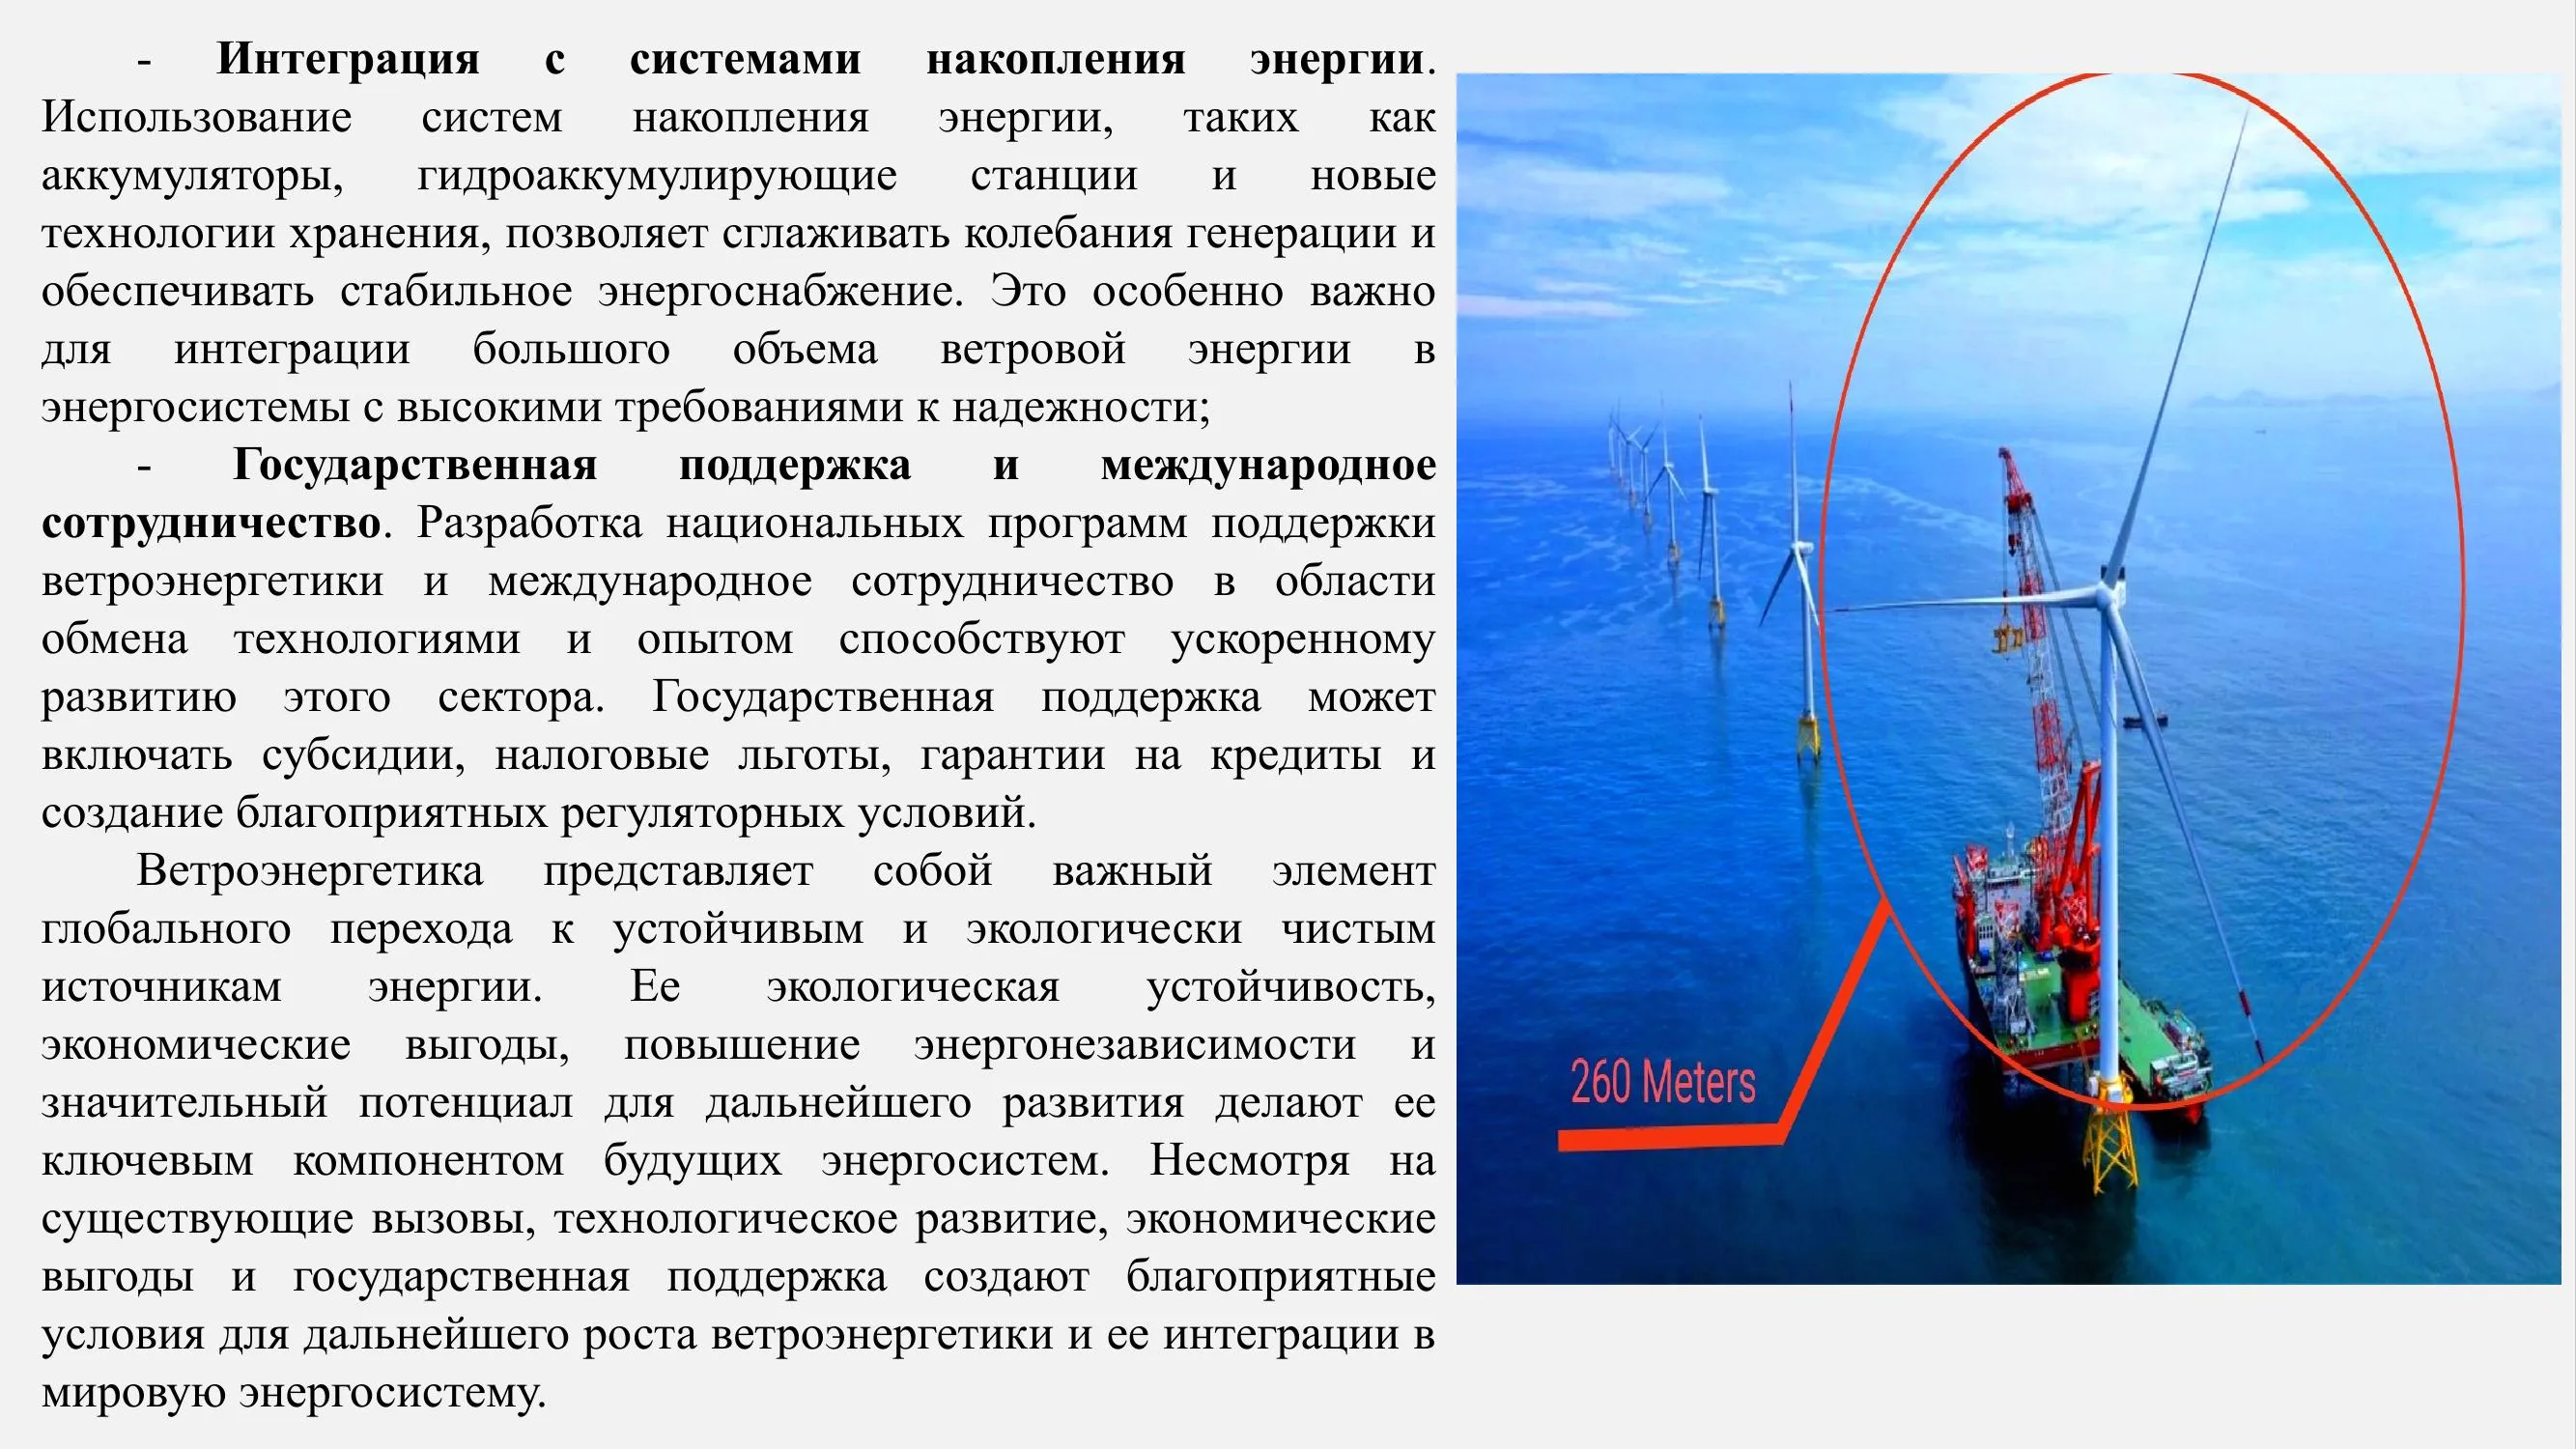 - Интеграция с системами накопления энергии.
Использование систем накопления энергии, таких как
аккумуляторы, гидроаккумулирующие станции и новые
технологии хранения, позволяет сглаживать колебания генерации и
обеспечивать стабильное энергоснабжение. Это особенно важно
для интеграции большого объема ветровой энергии в
энергосистемы с высокими требованиями к надежности;
- Государственная поддержка и международное
сотрудничество. Разработка национальных программ поддержки
ветроэнергетики и международное сотрудничество в области
обмена технологиями и опытом способствуют ускоренному
развитию этого сектора. Государственная поддержка может
включать субсидии, налоговые льготы, гарантии на кредиты и
создание благоприятных регуляторных условий.
Ветроэнергетика представляет собой важный элемент
глобального перехода к устойчивым и экологически чистым
источникам энергии. Ее экологическая устойчивость,
экономические выгоды, повышение энергонезависимости и
значительный потенциал для дальнейшего развития делают ее
ключевым компонентом будущих энергосистем. Несмотря на
существующие вызовы, технологическое развитие, экономические
выгоды и государственная поддержка создают благоприятные
условия для дальнейшего роста ветроэнергетики и ее интеграции в
мировую энергосистему.
260 Meters